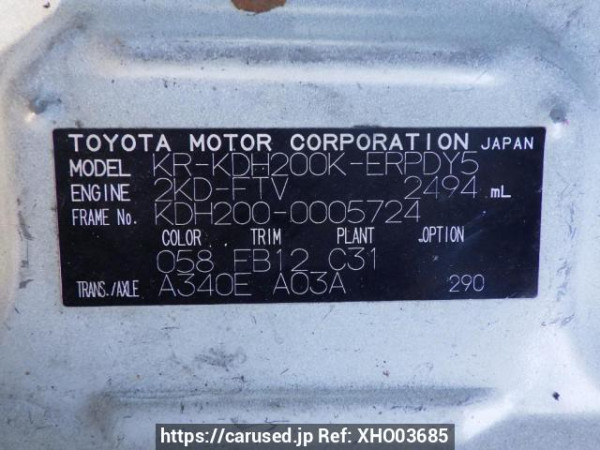 TOYOTA MOTOR CORPORATION JAPAN
MODEL KR-KDH200K-ERPDY5
ENGINE 2KD-FTV 2494 mL
FRAME No. KDH200-0005724
COLOR TRIM PLANT OPTION
058 FB12 C31
TRANS./AXLE A340E A03A 290
https://carused.jp Ref: XHO03685